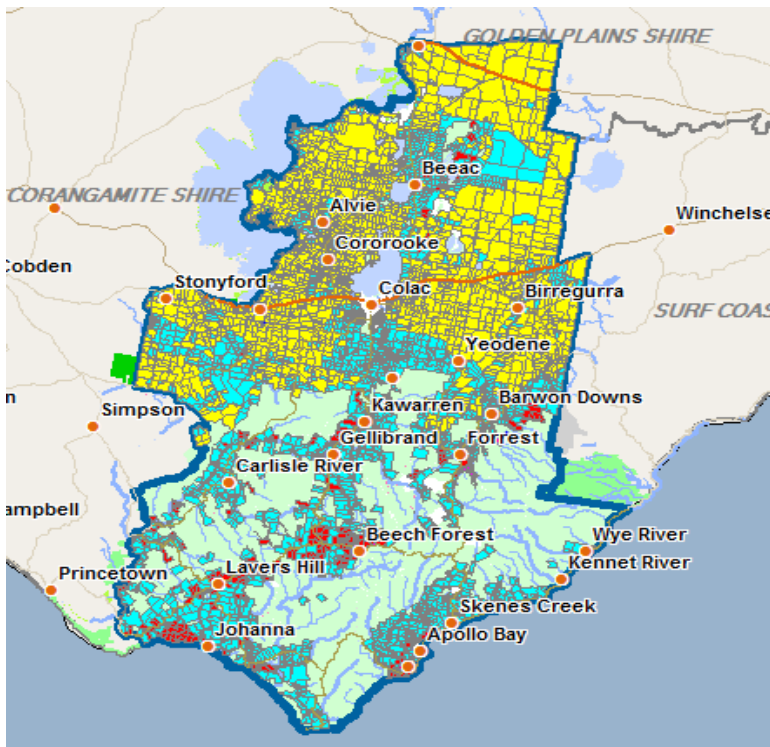 GOLDEN PLAINS SHIRE
Beeac
CORANGAMITE SHIRE
Alvie
Winchelse
Cororooke
Cobden
Stonyford
Colac
Birregurra
SURF COAS
Yeodene
n
Simpson
Kawarren
Barwon Downs
Gellibrand
Forrest
Carlisle River
ampbell
Beech Forest
Wye River
Princetown
Lavers Hill
Kennet River
Skenes Creek
Johanna
Apollo Bay